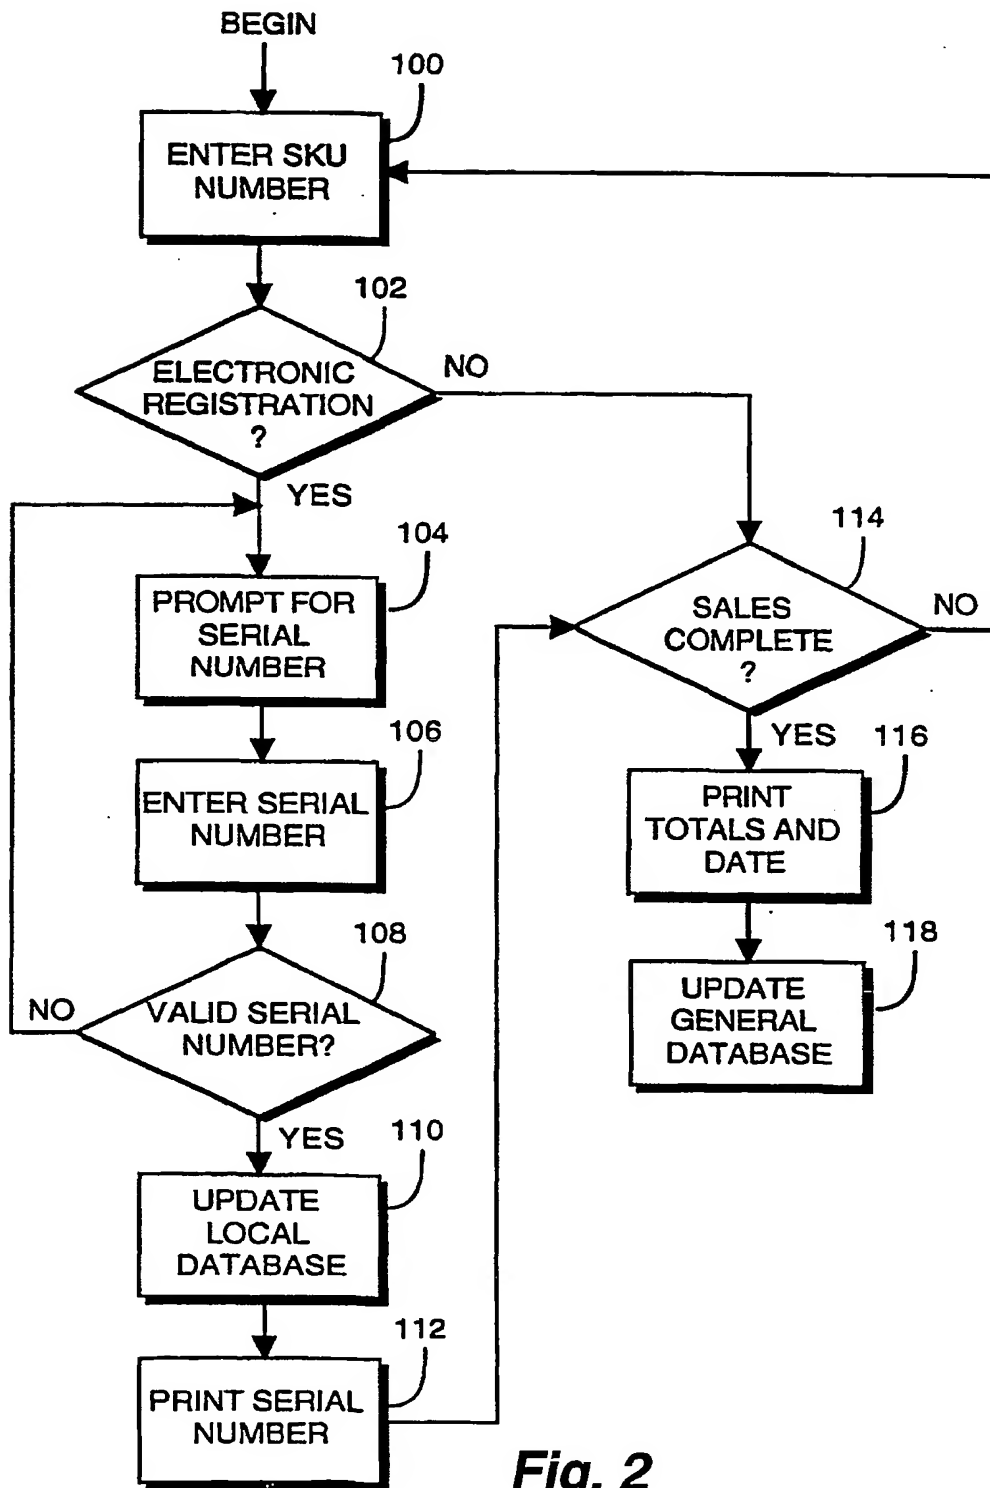 BEGIN
100
ENTER SKU
NUMBER
102
ELECTRONIC
REGISTRATION
?
NO
YES
104
PROMPT FOR
SERIAL
NUMBER
106
ENTER SERIAL
NUMBER
108
VALID SERIAL
NUMBER?
NO
YES
110
UPDATE
LOCAL
DATABASE
112
PRINT SERIAL
NUMBER
114
SALES
COMPLETE
?
NO
YES
116
PRINT
TOTALS AND
DATE
118
UPDATE
GENERAL
DATABASE
Fig. 2